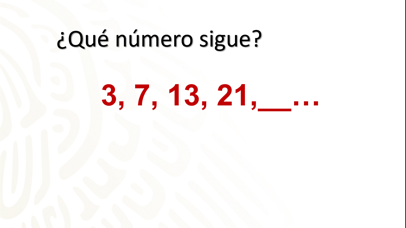 ¿Qué número sigue?
3, 7, 13, 21,__...